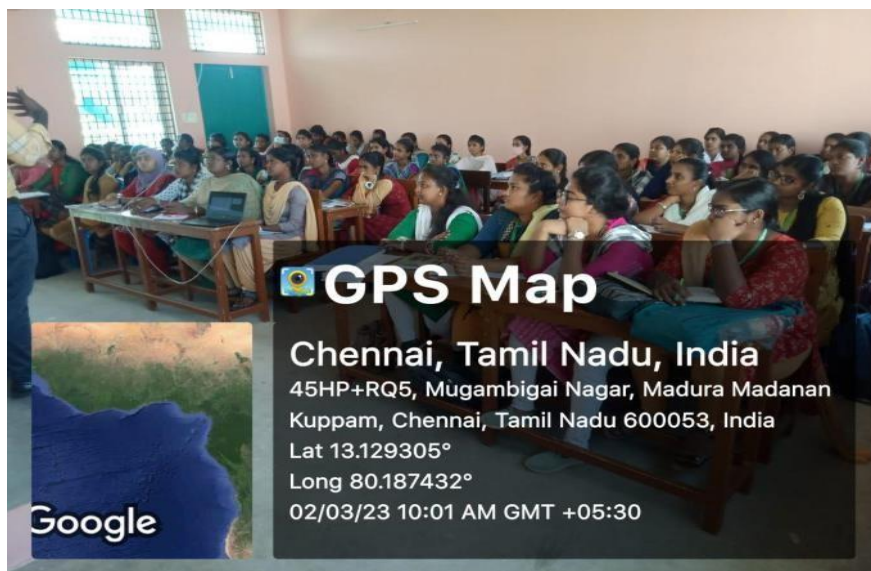 GPS Map
Chennai, Tamil Nadu, India
45HP+RQ5, Mugambigai Nagar, Madura Madanan
Kuppam, Chennai, Tamil Nadu 600053, India
Lat 13.129305°
Long 80.187432°
02/03/23 10:01 AM GMT +05:30
Google